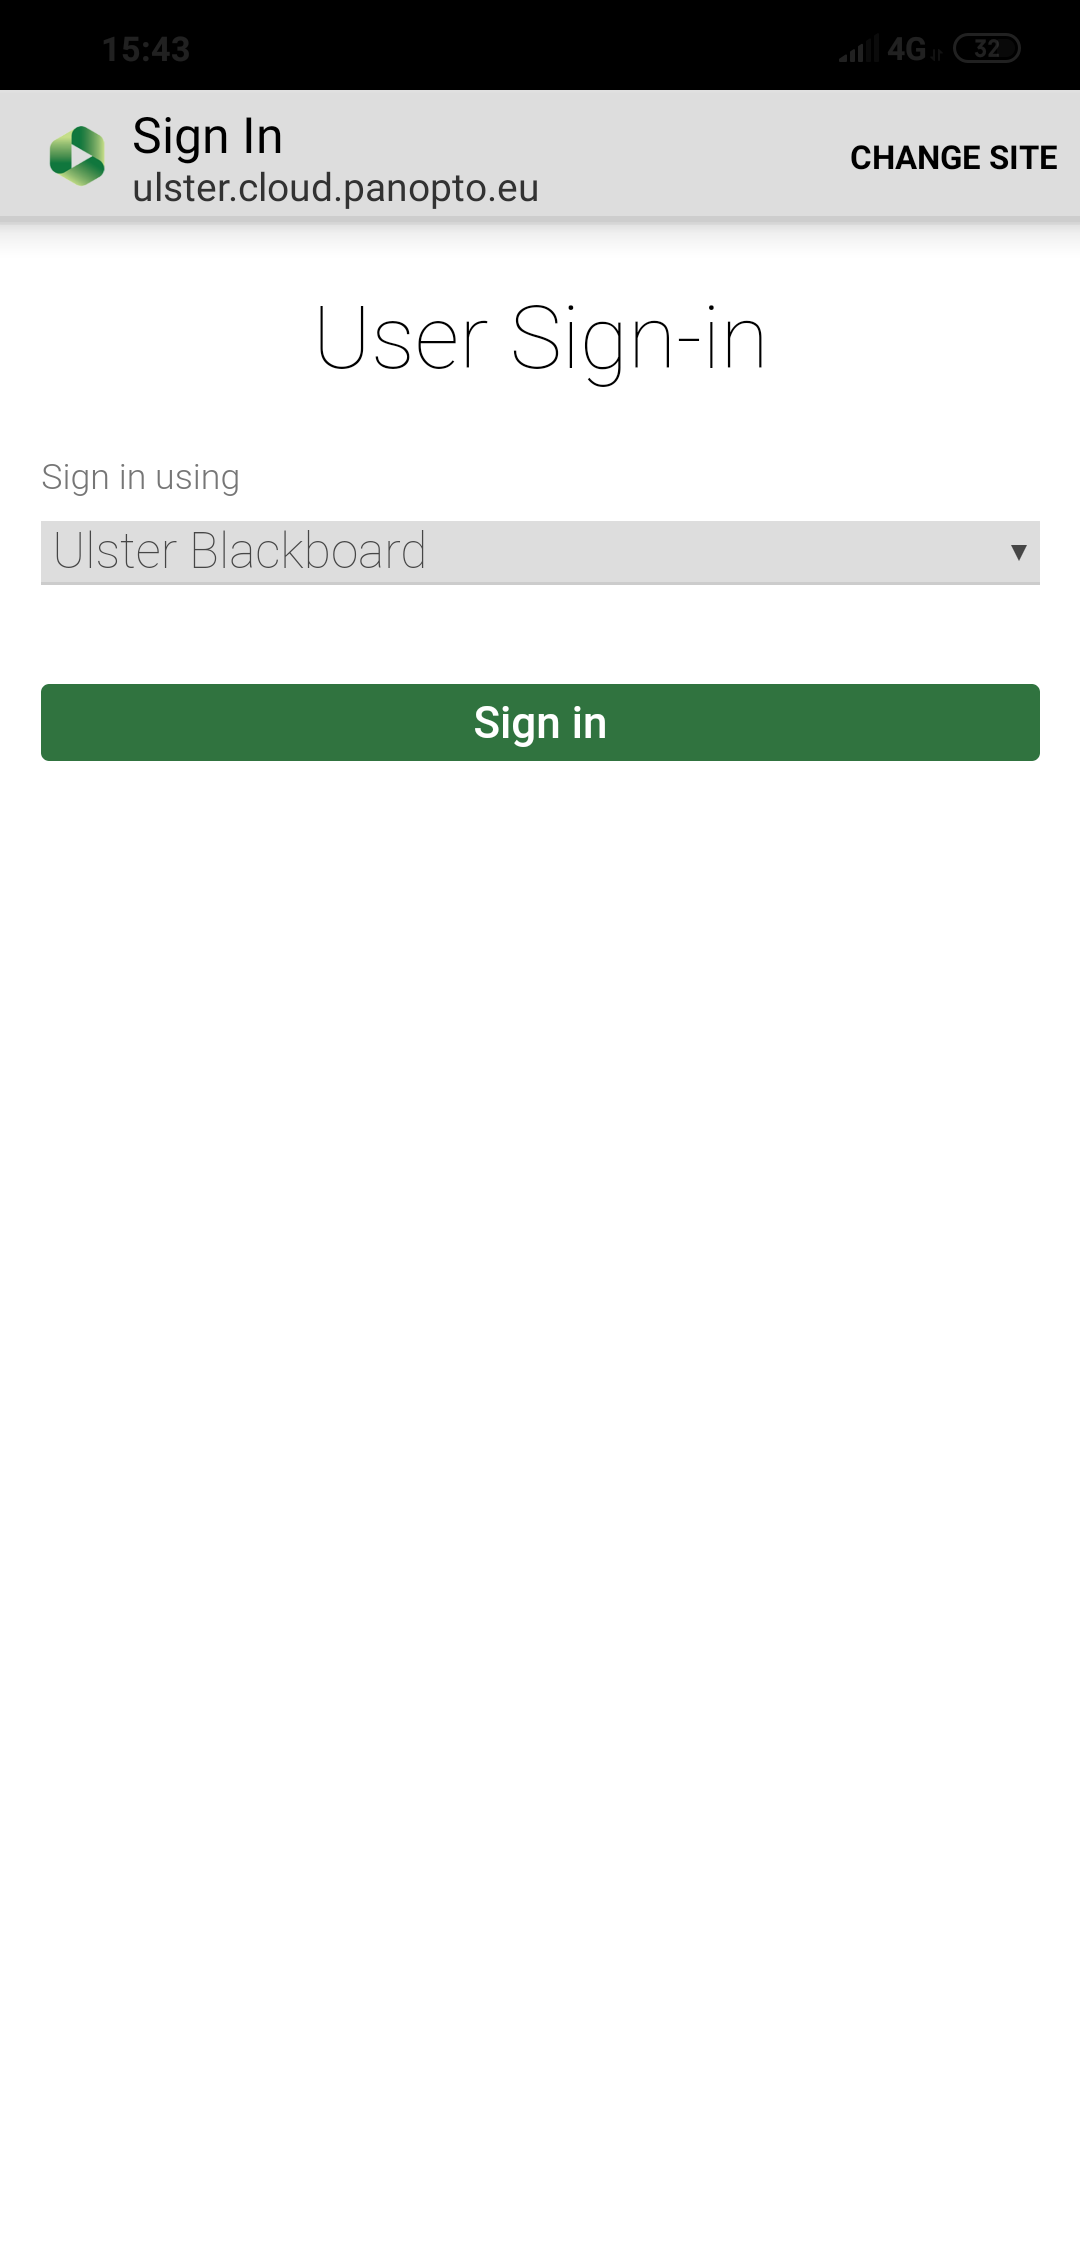 15:43 4G 32
Sign In
ulster.cloud.panopto.eu
CHANGE SITE
User Sign-in
Sign in using
Ulster Blackboard
Sign in